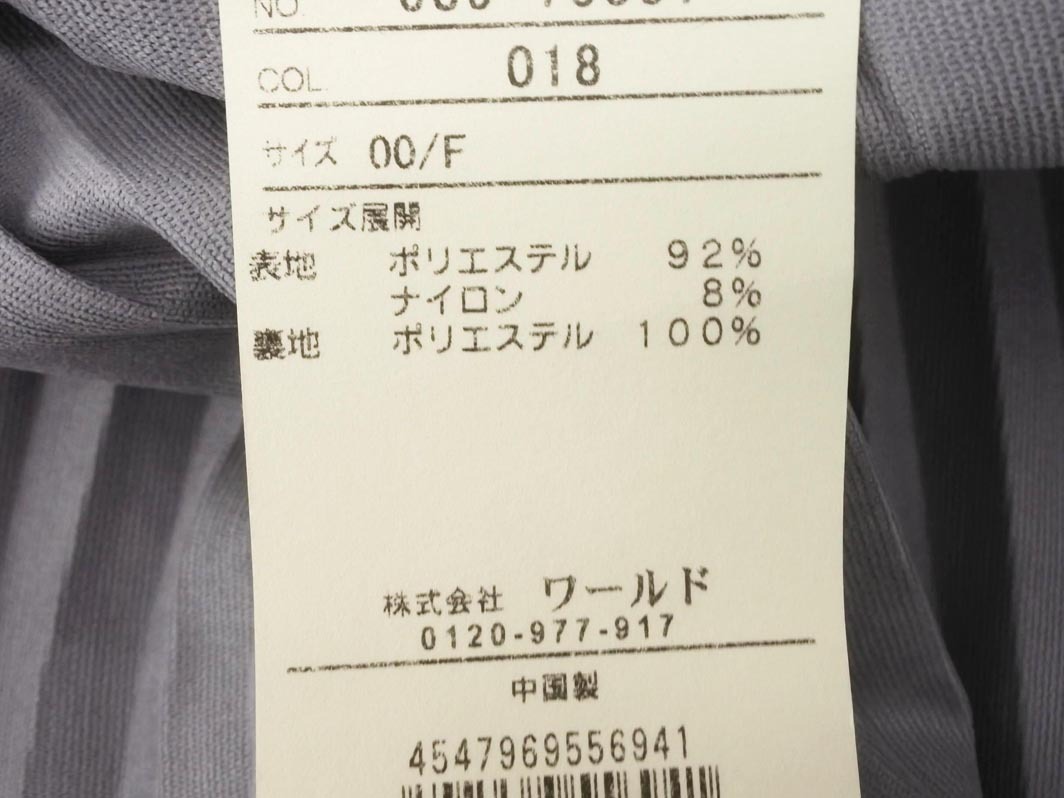 NO.
COL. 018
サイズ 00/F
サイズ展開
表地 ポリエステル 92%
ナイロン 8%
裏地 ポリエステル 100%
株式会社 ワールド
0120-977-917
中国製
4547969556941